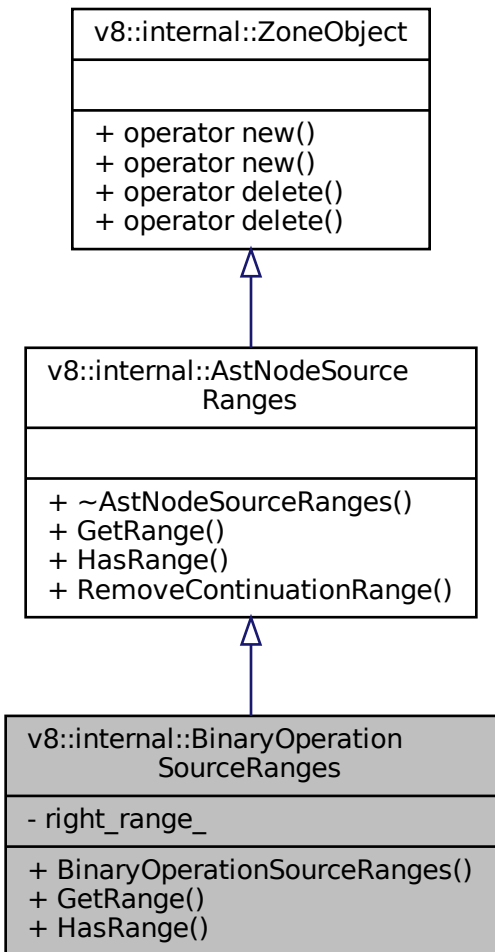 v8::internal::ZoneObject
+ operator new()
+ operator new()
+ operator delete()
+ operator delete()
v8::internal::AstNodeSource
Ranges
+ ~AstNodeSourceRanges()
+ GetRange()
+ HasRange()
+ RemoveContinuationRange()
v8::internal::BinaryOperation
SourceRanges
- right_range_
+ BinaryOperationSourceRanges()
+ GetRange()
+ HasRange()